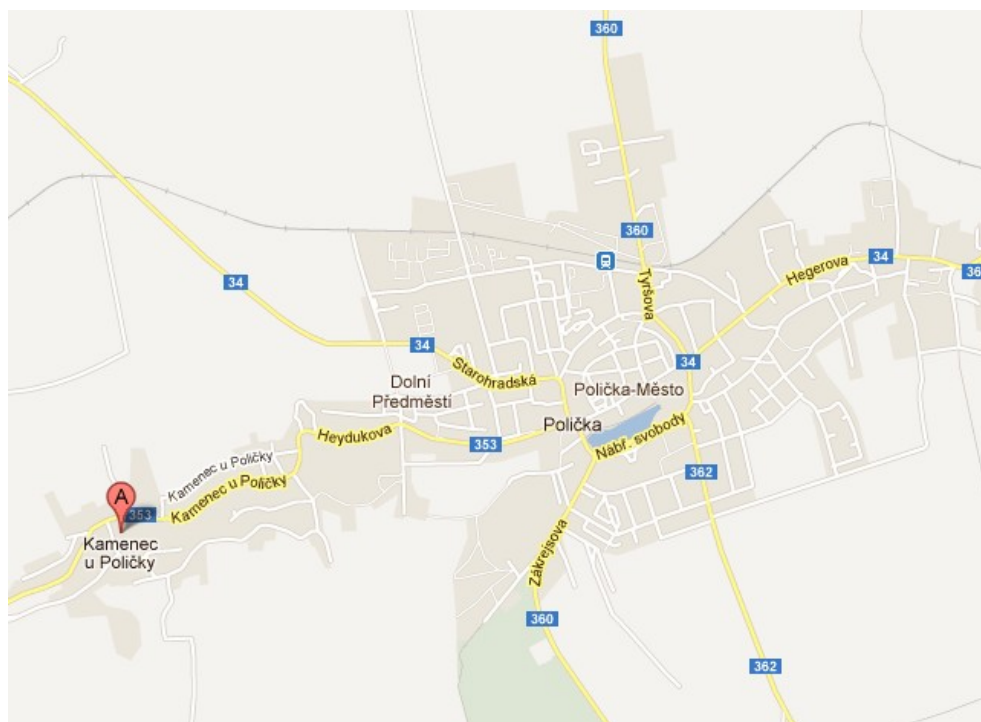 360
360
34
Hegerova
36
34
Tyršova
34
34
Starohradská
Dolní
Předměstí
Polička-Město
Polička
Nábř. svobody
Heydukova
353
362
Kamenec u Poličky
Kamenec u Poličky
A
353
Kamenec
u Poličky
Zákrejsova
360
362